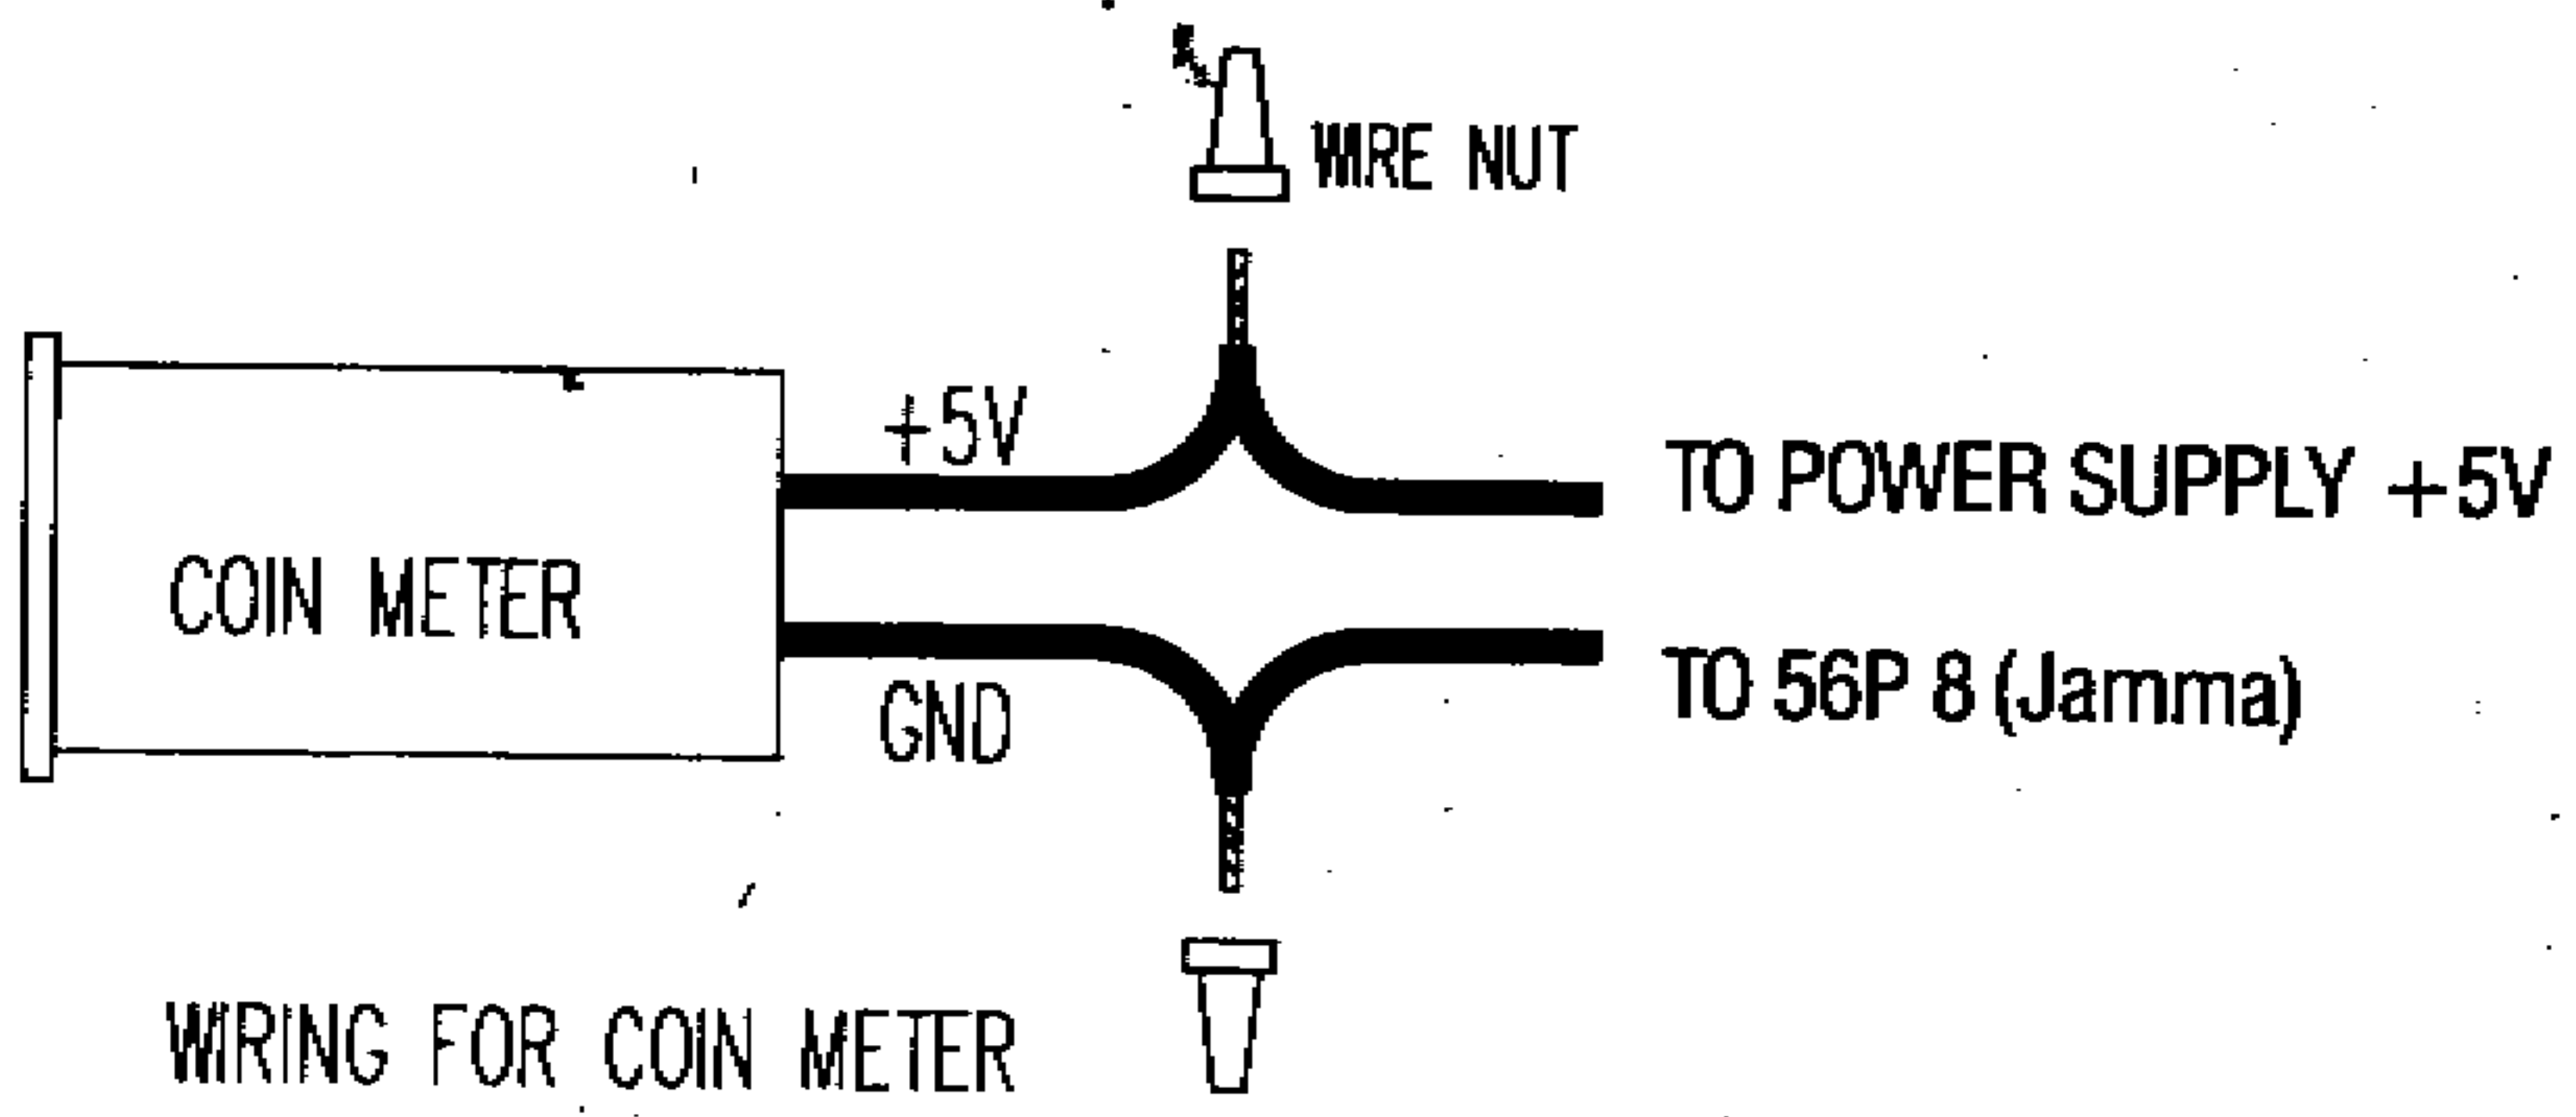 WIRE NUT
+5V
TO POWER SUPPLY +5V
COIN METER
GND
TO 56P 8 (Jamma)
WIRING FOR COIN METER